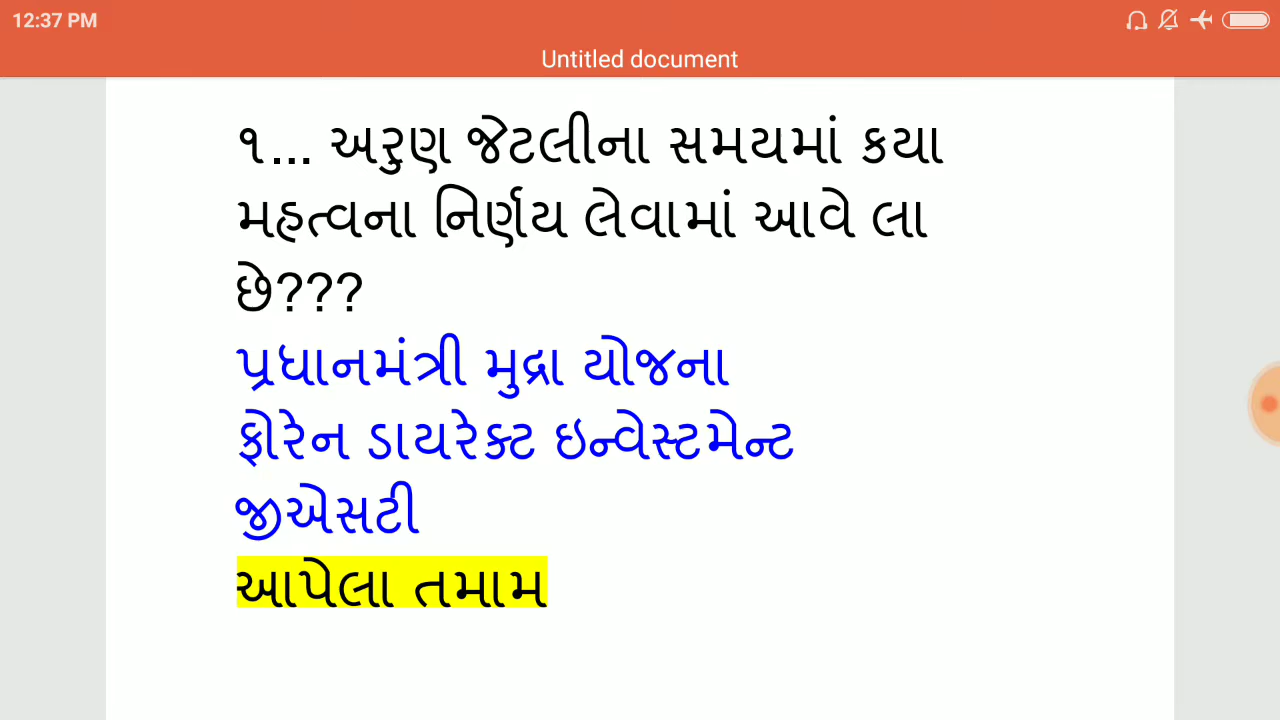 12:37 PM
Untitled document
૧... અરુણ જેટલીના સમયમાં કયા
મહત્વના નિર્ણય લેવામાં આવે લા
છે???
પ્રધાનમંત્રી મુદ્રા યોજના
ફોરેન ડાયરેક્ટ ઇન્વેસ્ટમેન્ટ
જીએસટી
આપેલા તમામ